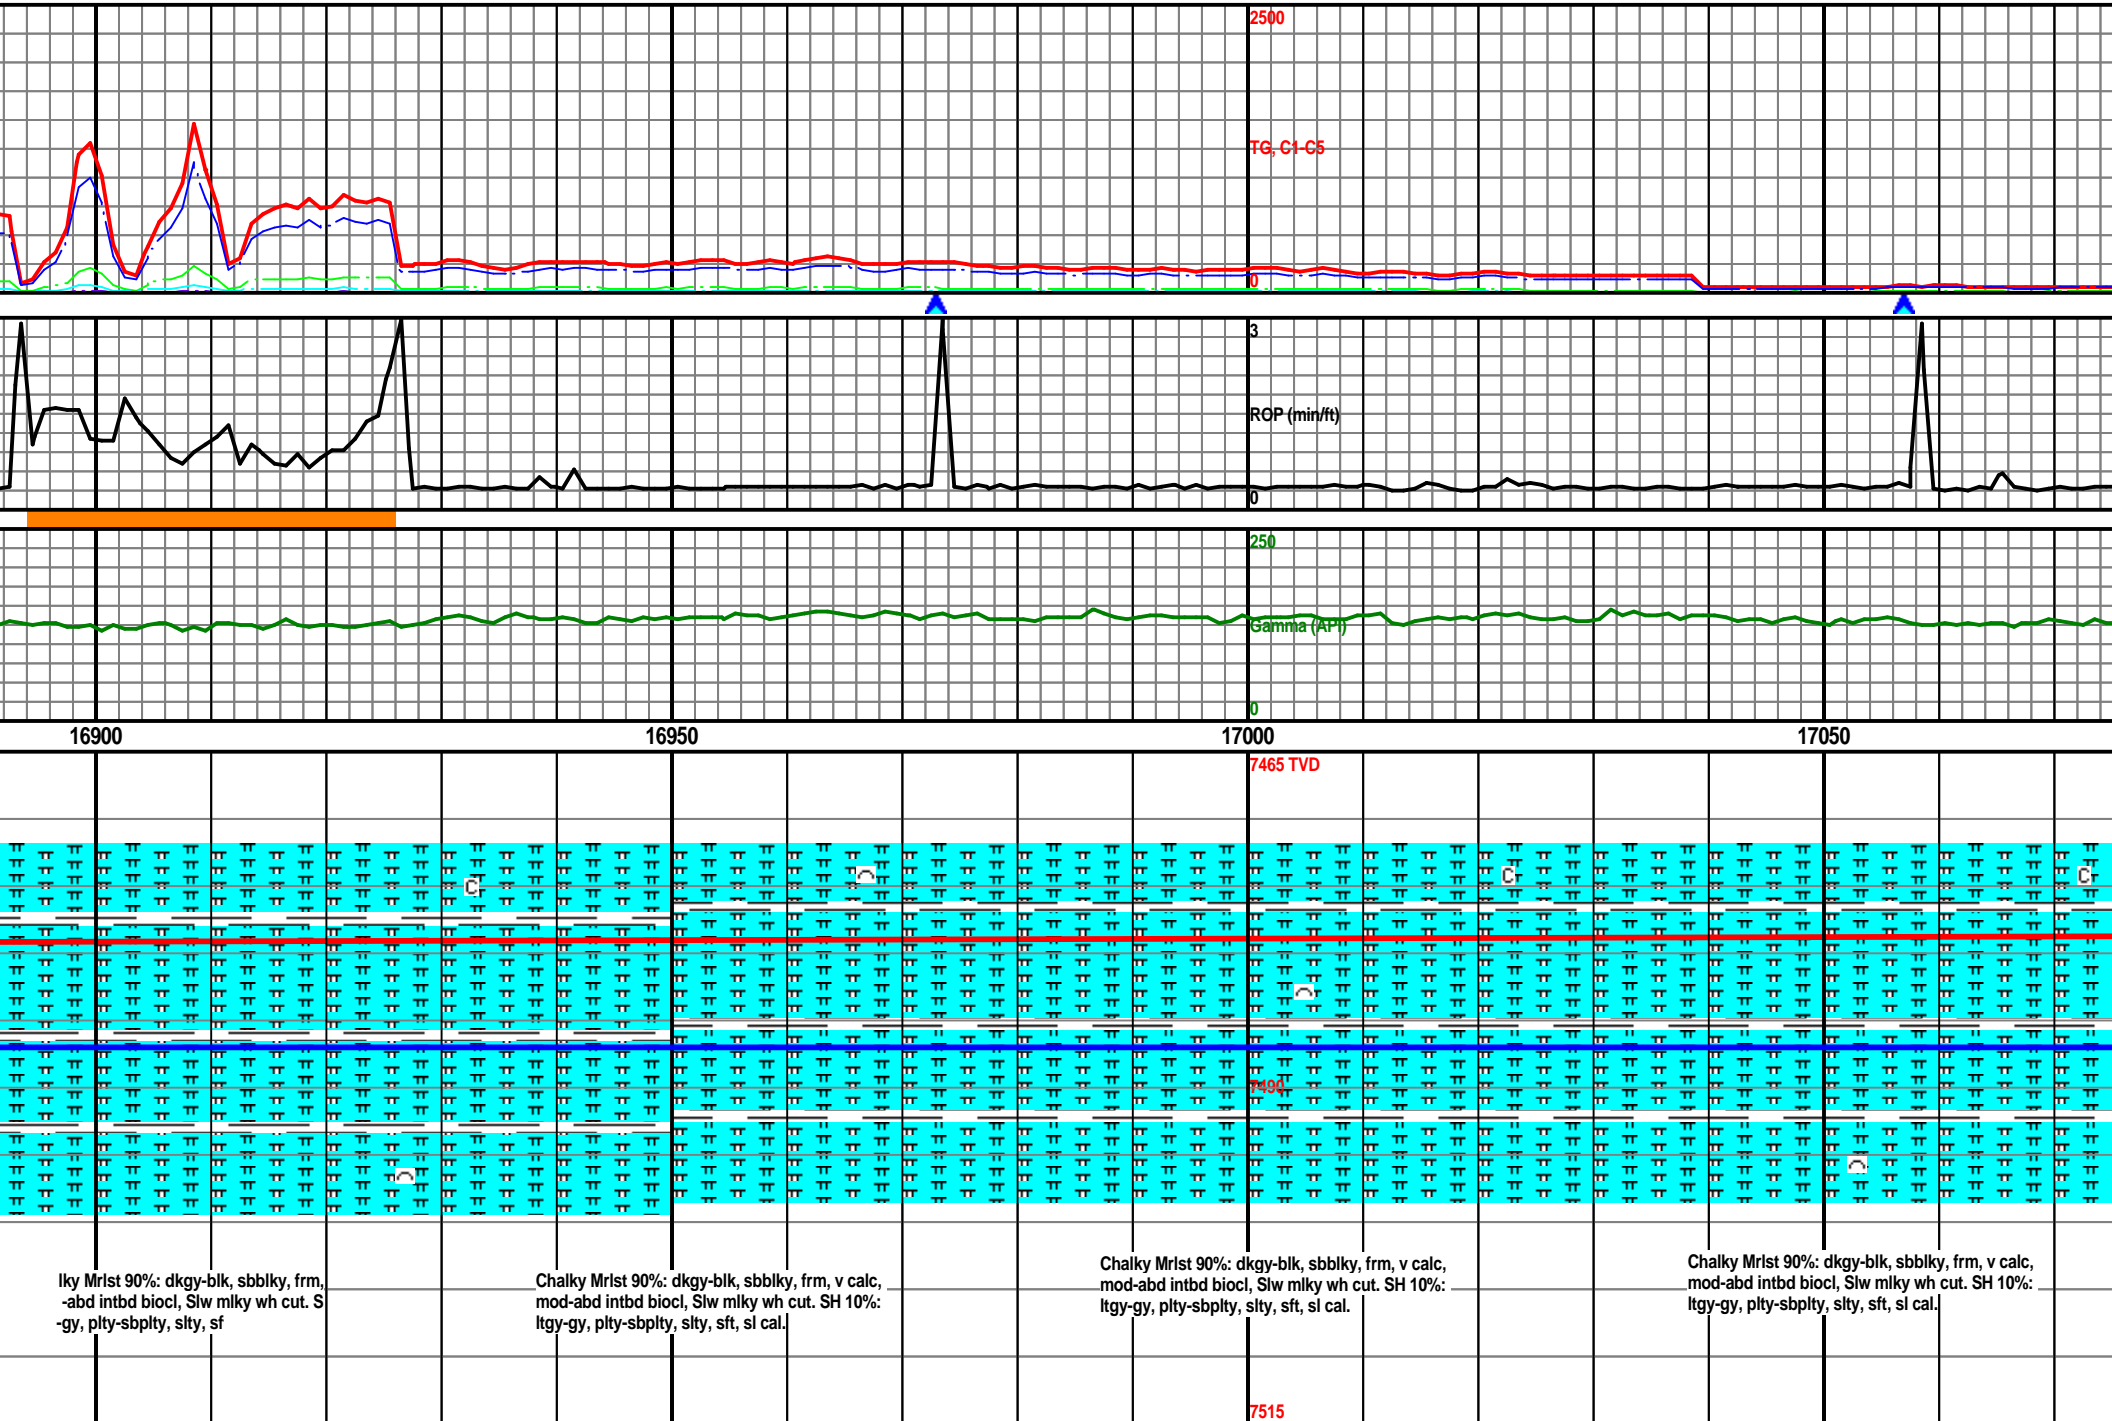 2500
TG, C1-C5
0
3
ROP (min/ft)
0
250
Gamma (API)
0
16900
16950
17000
17050
7465 TVD
C
C
C
7490
lky Mrlst 90%: dkgy-blk, sbblky, frm,
-abd intbd biocl, Slw mlky wh cut. S
-gy, plty-sbplty, slty, sf
Chalky Mrlst 90%: dkgy-blk, sbblky, frm, v calc,
mod-abd intbd biocl, Slw mlky wh cut. SH 10%:
ltgy-gy, plty-sbplty, slty, sft, sl cal.
Chalky Mrlst 90%: dkgy-blk, sbblky, frm, v calc,
mod-abd intbd biocl, Slw mlky wh cut. SH 10%:
ltgy-gy, plty-sbplty, slty, sft, sl cal.
Chalky Mrlst 90%: dkgy-blk, sbblky, frm, v calc,
mod-abd intbd biocl, Slw mlky wh cut. SH 10%:
ltgy-gy, plty-sbplty, slty, sft, sl cal.
7515